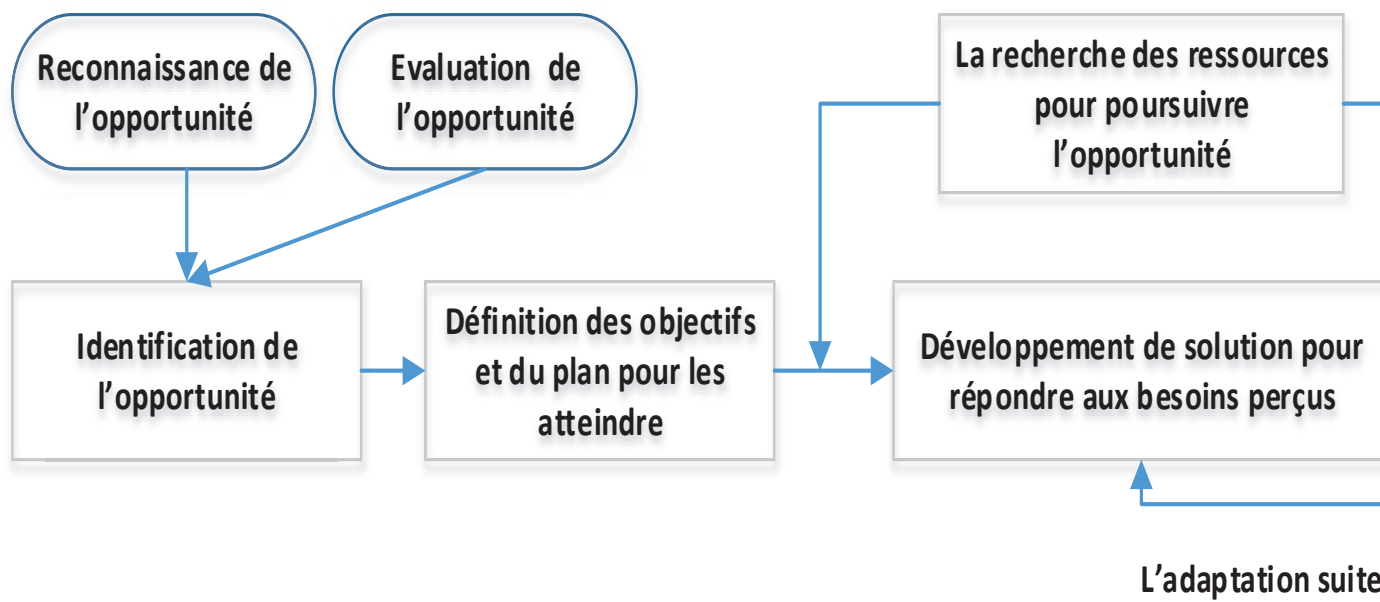 Reconnaissance de
l'opportunité
Evaluation de
l'opportunité
La recherche des ressources
pour poursuivre
l'opportunité
Identification de
l'opportunité
Définition des objectifs
et du plan pour les
atteindre
Développement de solution pour
répondre aux besoins perçus
L'adaptation suite